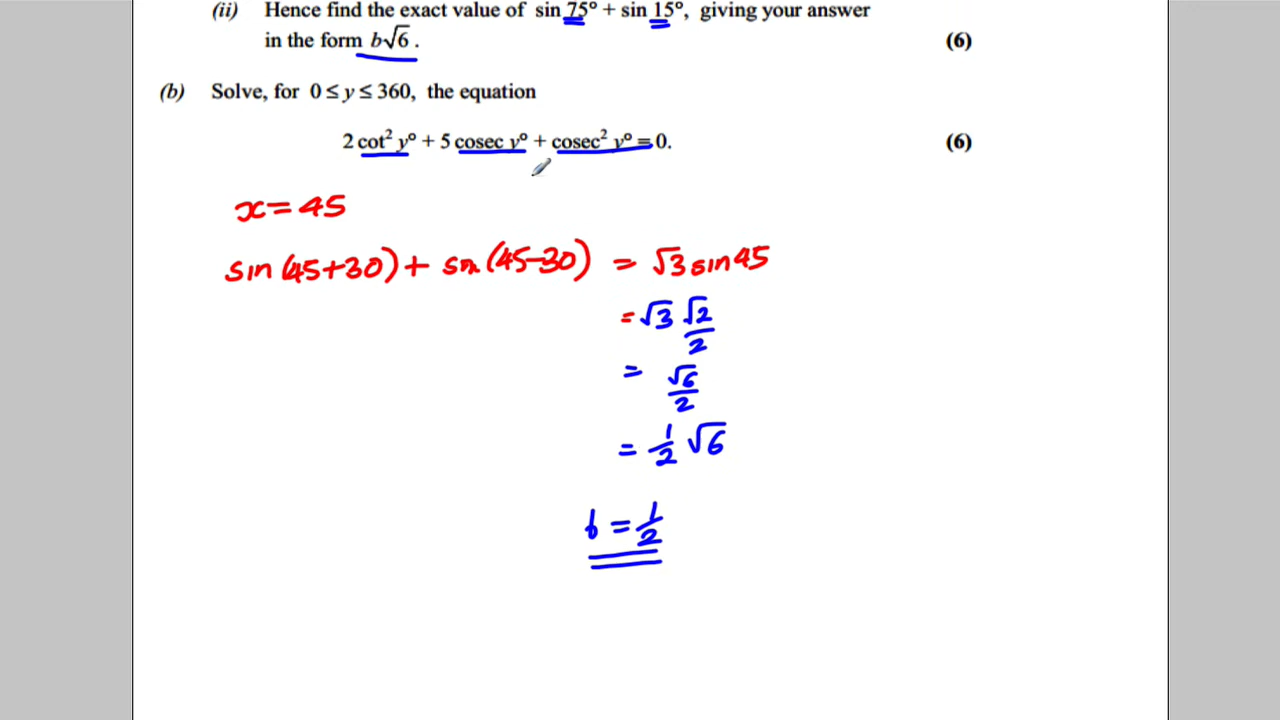 (ii) Hence find the exact value of sin 75° + sin 15°, giving your answer
in the form b√6 . (6)
(b) Solve, for 0 ≤ y ≤ 360, the equation
2 cot² y° + 5 cosec y° + cosec² y° = 0. (6)
x = 45
sin (45+30) + sin (45-30) = √3 sin 45
= √3 √2/2
= √6/2
= 1/2 √6
b = 1/2